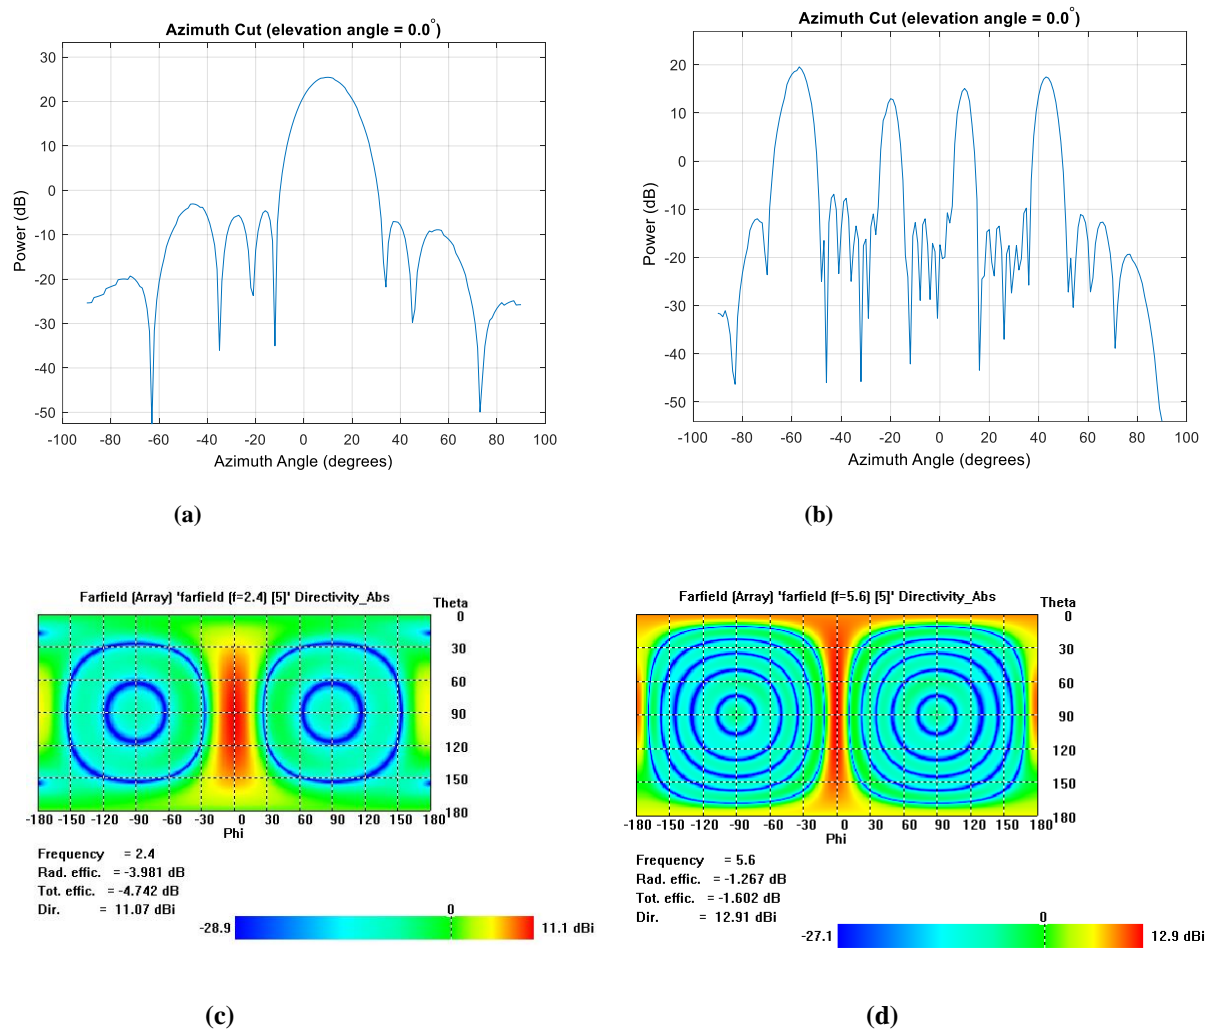 Azimuth Cut (elevation angle = 0.0°)
30
20
10
0
-10
-20
-30
-40
-50
Power (dB)
-100 -80 -60 -40 -20 0 20 40 60 80 100
Azimuth Angle (degrees)
(a)
Azimuth Cut (elevation angle = 0.0°)
20
10
0
-10
-20
-30
-40
-50
Power (dB)
-100 -80 -60 -40 -20 0 20 40 60 80 100
Azimuth Angle (degrees)
(b)
Farfield (Array) 'farfield (f=2.4) [5]' Directivity_Abs
Theta
0
30
60
90
120
150
180
-180 -150 -120 -90 -60 -30 0 30 60 90 120 150 180
Phi
Frequency = 2.4
Rad. effic. = -3.981 dB
Tot. effic. = -4.742 dB
Dir. = 11.07 dBi
0
-28.9 11.1 dBi
(c)
Farfield (Array) 'farfield (f=5.6) [5]' Directivity_Abs
Theta
0
30
60
90
120
150
180
-180 -150 -120 -90 -60 -30 0 30 60 90 120 150 180
Phi
Frequency = 5.6
Rad. effic. = -1.267 dB
Tot. effic. = -1.602 dB
Dir. = 12.91 dBi
0
-27.1 12.9 dBi
(d)